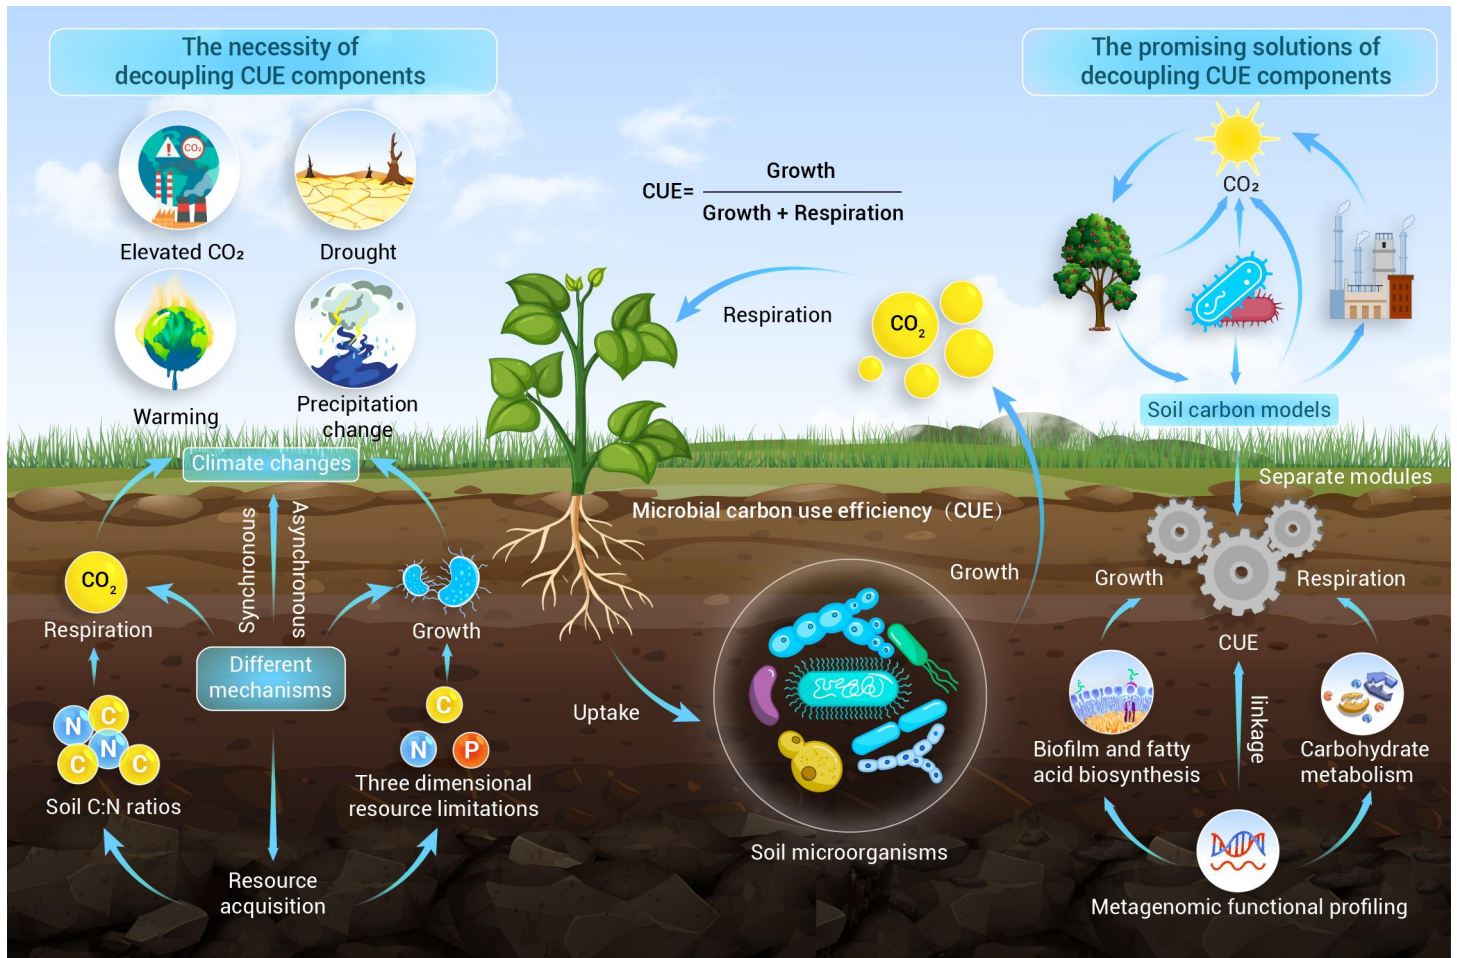 The necessity of
decoupling CUE components
CO₂
Elevated CO₂
Drought
Warming
Precipitation
change
Climate changes
Synchronous
Asynchronous
CO₂
Respiration
Growth
Different
mechanisms
N
C
N
C
C
Soil C:N ratios
C
N
P
Three dimensional
resource limitations
Resource
acquisition
CUE=
Growth
Growth + Respiration
Respiration
CO₂
Microbial carbon use efficiency（CUE）
Growth
Uptake
Soil microorganisms
The promising solutions of
decoupling CUE components
CO₂
Soil carbon models
Separate modules
Growth
Respiration
CUE
linkage
Biofilm and fatty
acid biosynthesis
Carbohydrate
metabolism
Metagenomic functional profiling